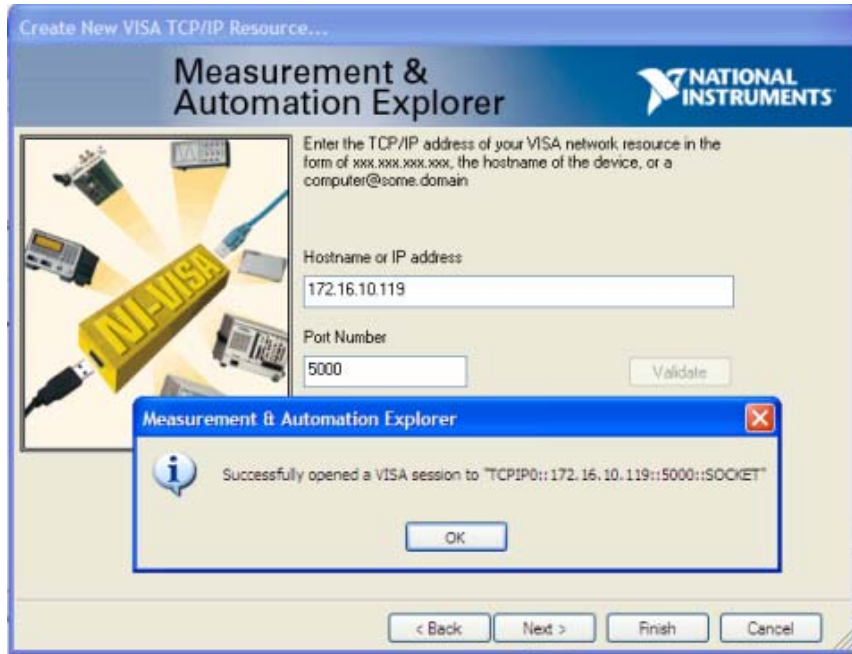 Create New VISA TCP/IP Resource...
Measurement &
Automation Explorer
NATIONAL
INSTRUMENTS
Enter the TCP/IP address of your VISA network resource in the
form of xxx.xxx.xxx.xxx, the hostname of the device, or a
computer@some.domain
NI-VISA
Hostname or IP address
172.16.10.119
Port Number
5000
Validate
Measurement & Automation Explorer
Successfully opened a VISA session to "TCPIP0::172.16.10.119::5000::SOCKET"
OK
< Back
Next >
Finish
Cancel